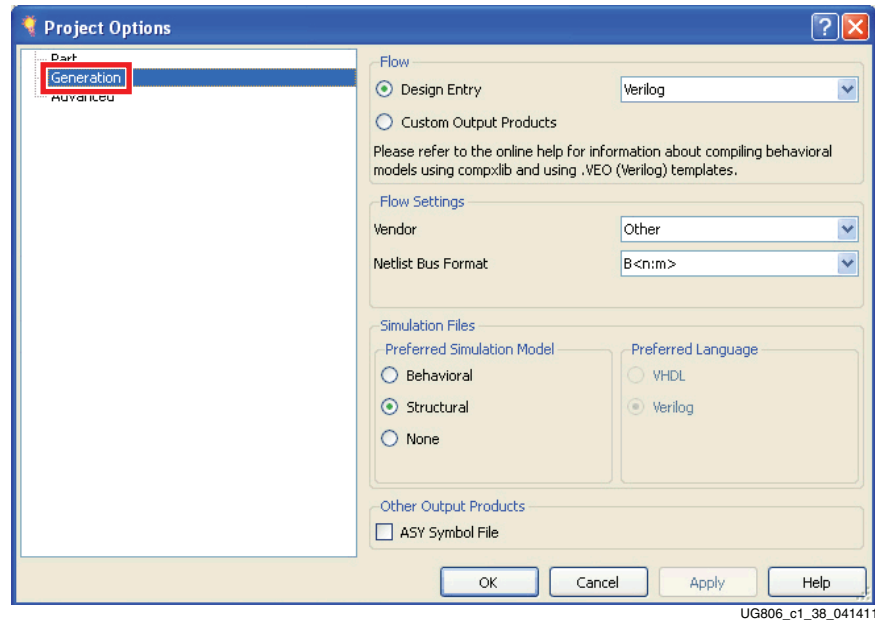 Project Options
Part
Generation
Advanced
Flow
Design Entry
Verilog
Custom Output Products
Please refer to the online help for information about compiling behavioral
models using compxlib and using .VEO (Verilog) templates.
Flow Settings
Vendor
Other
Netlist Bus Format
B<n:m>
Simulation Files
Preferred Simulation Model
Preferred Language
Behavioral
VHDL
Structural
Verilog
None
Other Output Products
ASY Symbol File
OK
Cancel
Apply
Help
UG806_c1_38_041411